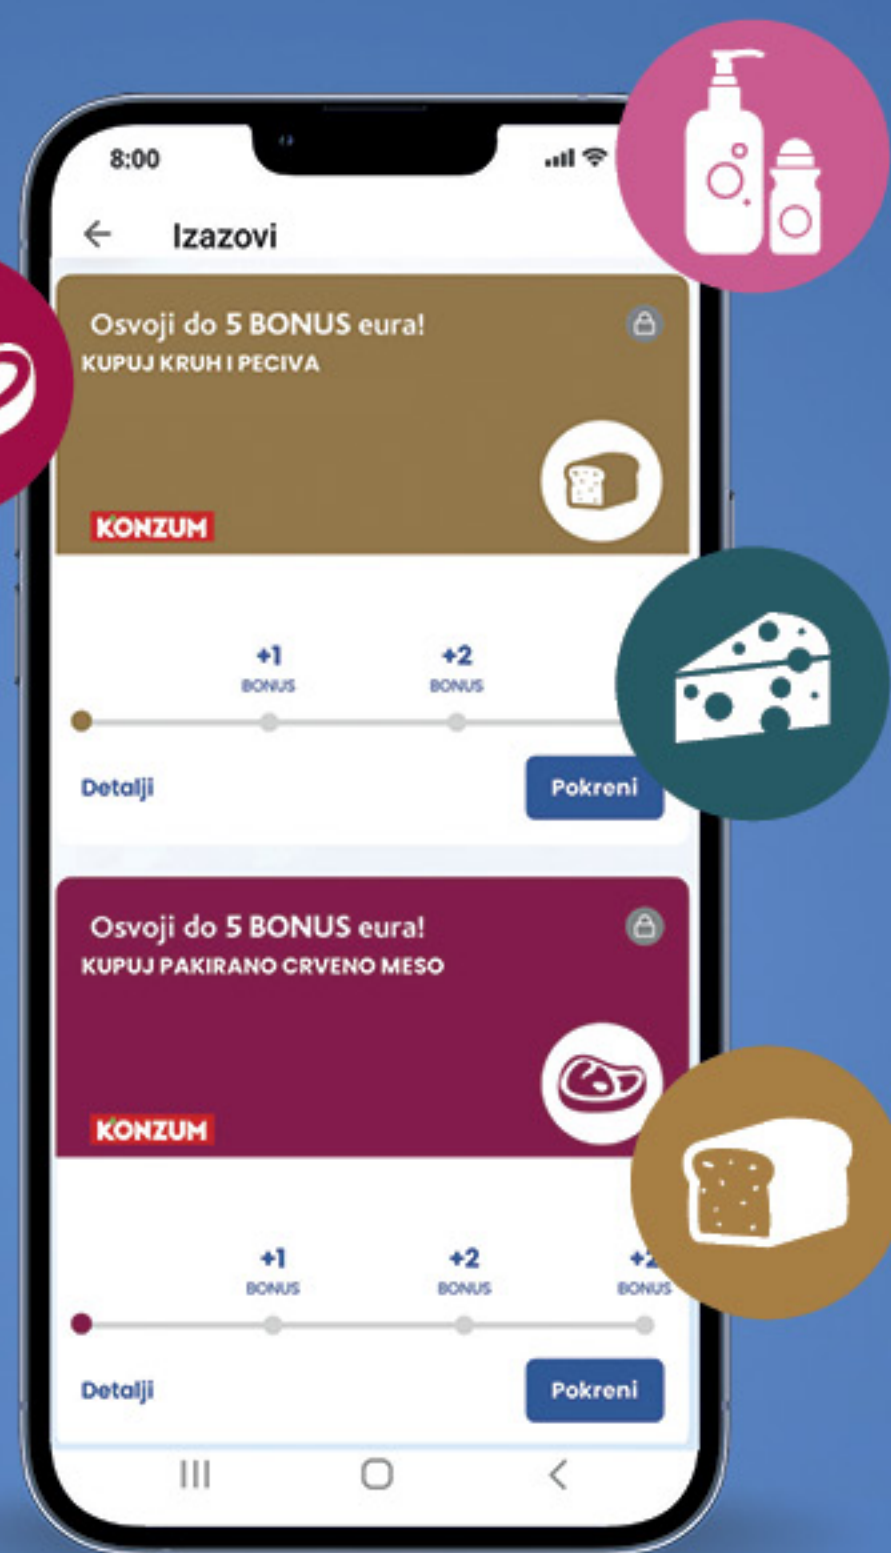 8:00
Izazovi
Osvoji do 5 BONUS eura!
KUPUJ KRUH I PECIVA
KONZUM
+1 +2
BONUS BONUS
Detalji Pokreni
Osvoji do 5 BONUS eura!
KUPUJ PAKIRANO CRVENO MESO
KONZUM
+1 +2 +2
BONUS BONUS BONUS
Detalji Pokreni